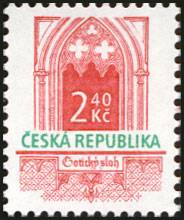 2 40
Kč
ČESKÁ REPUBLIKA
Gotický sloh